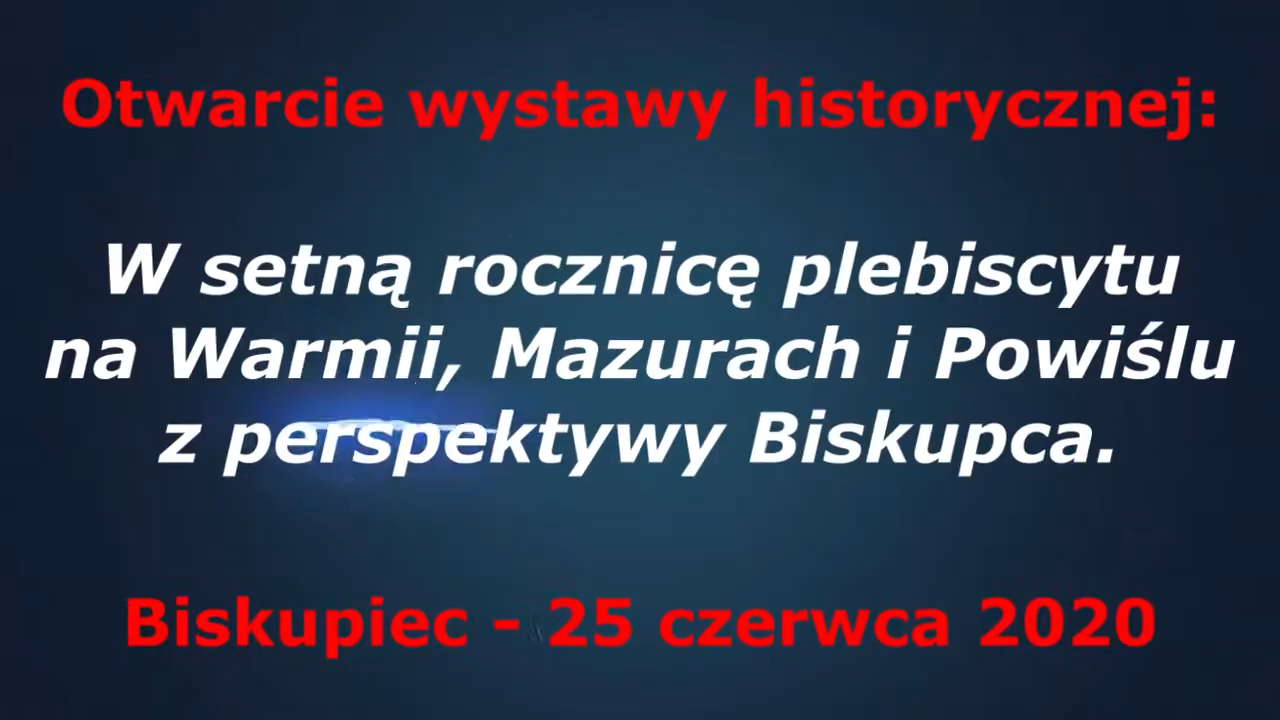 Otwarcie wystawy historycznej:
W setną rocznicę plebiscytu
na Warmii, Mazurach i Powiślu
z perspektywy Biskupca.
Biskupiec - 25 czerwca 2020